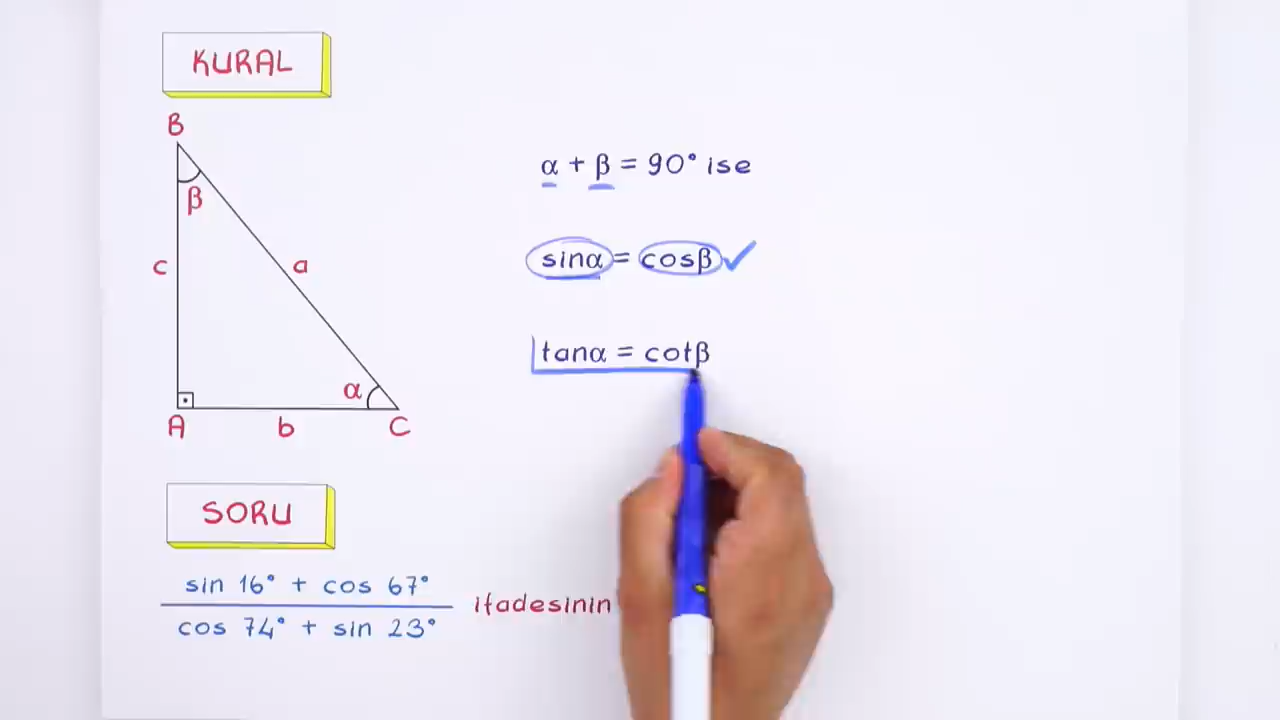 KURAL
B
β
c
a
α
A
b
C
α + β = 90° ise
sinα = cosβ
tanα = cotβ
SORU
sin 16° + cos 67°
cos 74° + sin 23°
ifadesinin